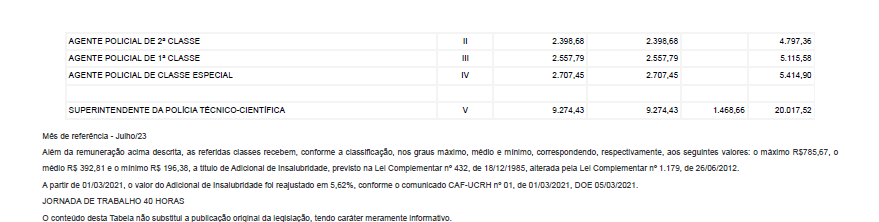 AGENTE POLICIAL DE 2ª CLASSE II 2.398,68 2.398,68 4.797,36
AGENTE POLICIAL DE 1ª CLASSE III 2.557,79 2.557,79 5.115,58
AGENTE POLICIAL DE CLASSE ESPECIAL IV 2.707,45 2.707,45 5.414,90
SUPERINTENDENTE DA POLÍCIA TÉCNICO-CIENTÍFICA V 9.274,43 9.274,43 1.468,66 20.017,52
Mês de referência - Julho/23
Além da remuneração acima descrita, as referidas classes recebem, conforme a classificação, nos graus máximo, médio e mínimo, correspondendo, respectivamente, aos seguintes valores: o máximo R$785,67, o
médio R$ 392,81 e o mínimo R$ 196,38, a título de Adicional de Insalubridade, previsto na Lei Complementar nº 432, de 18/12/1985, alterada pela Lei Complementar nº 1.179, de 26/06/2012.
A partir de 01/03/2021, o valor do Adicional de Insalubridade foi reajustado em 5,62%, conforme o comunicado CAF-UCRH nº 01, de 01/03/2021, DOE 05/03/2021.
JORNADA DE TRABALHO 40 HORAS
O conteúdo desta Tabela não substitui a publicação original da legislação, tendo caráter meramente informativo.